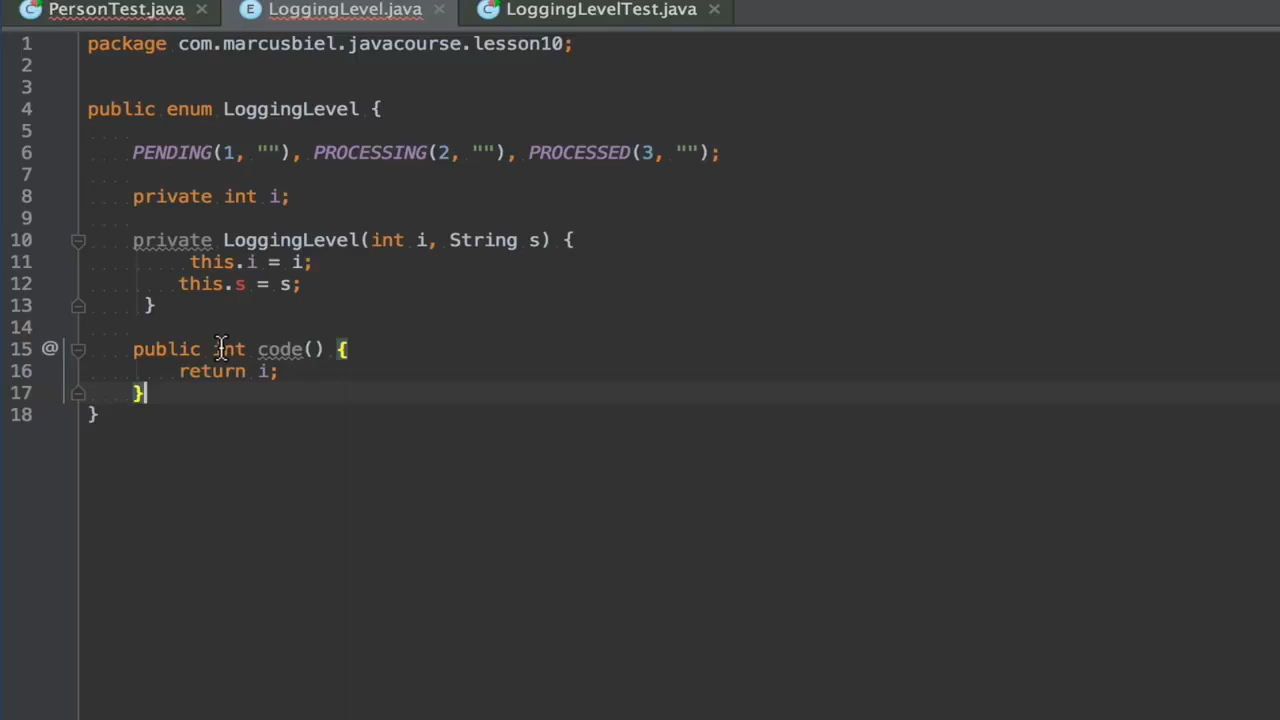 PersonTest.java LoggingLevel.java LoggingLevelTest.java
1 package com.marcusbiel.javacourse.lesson10;
2
3
4 public enum LoggingLevel {
5
6 PENDING(1, ""), PROCESSING(2, ""), PROCESSED(3, "");
7
8 private int i;
9
10 private LoggingLevel(int i, String s) {
11 this.i = i;
12 this.s = s;
13 }
14
15 @ public int code() {
16 return i;
17 }
18 }